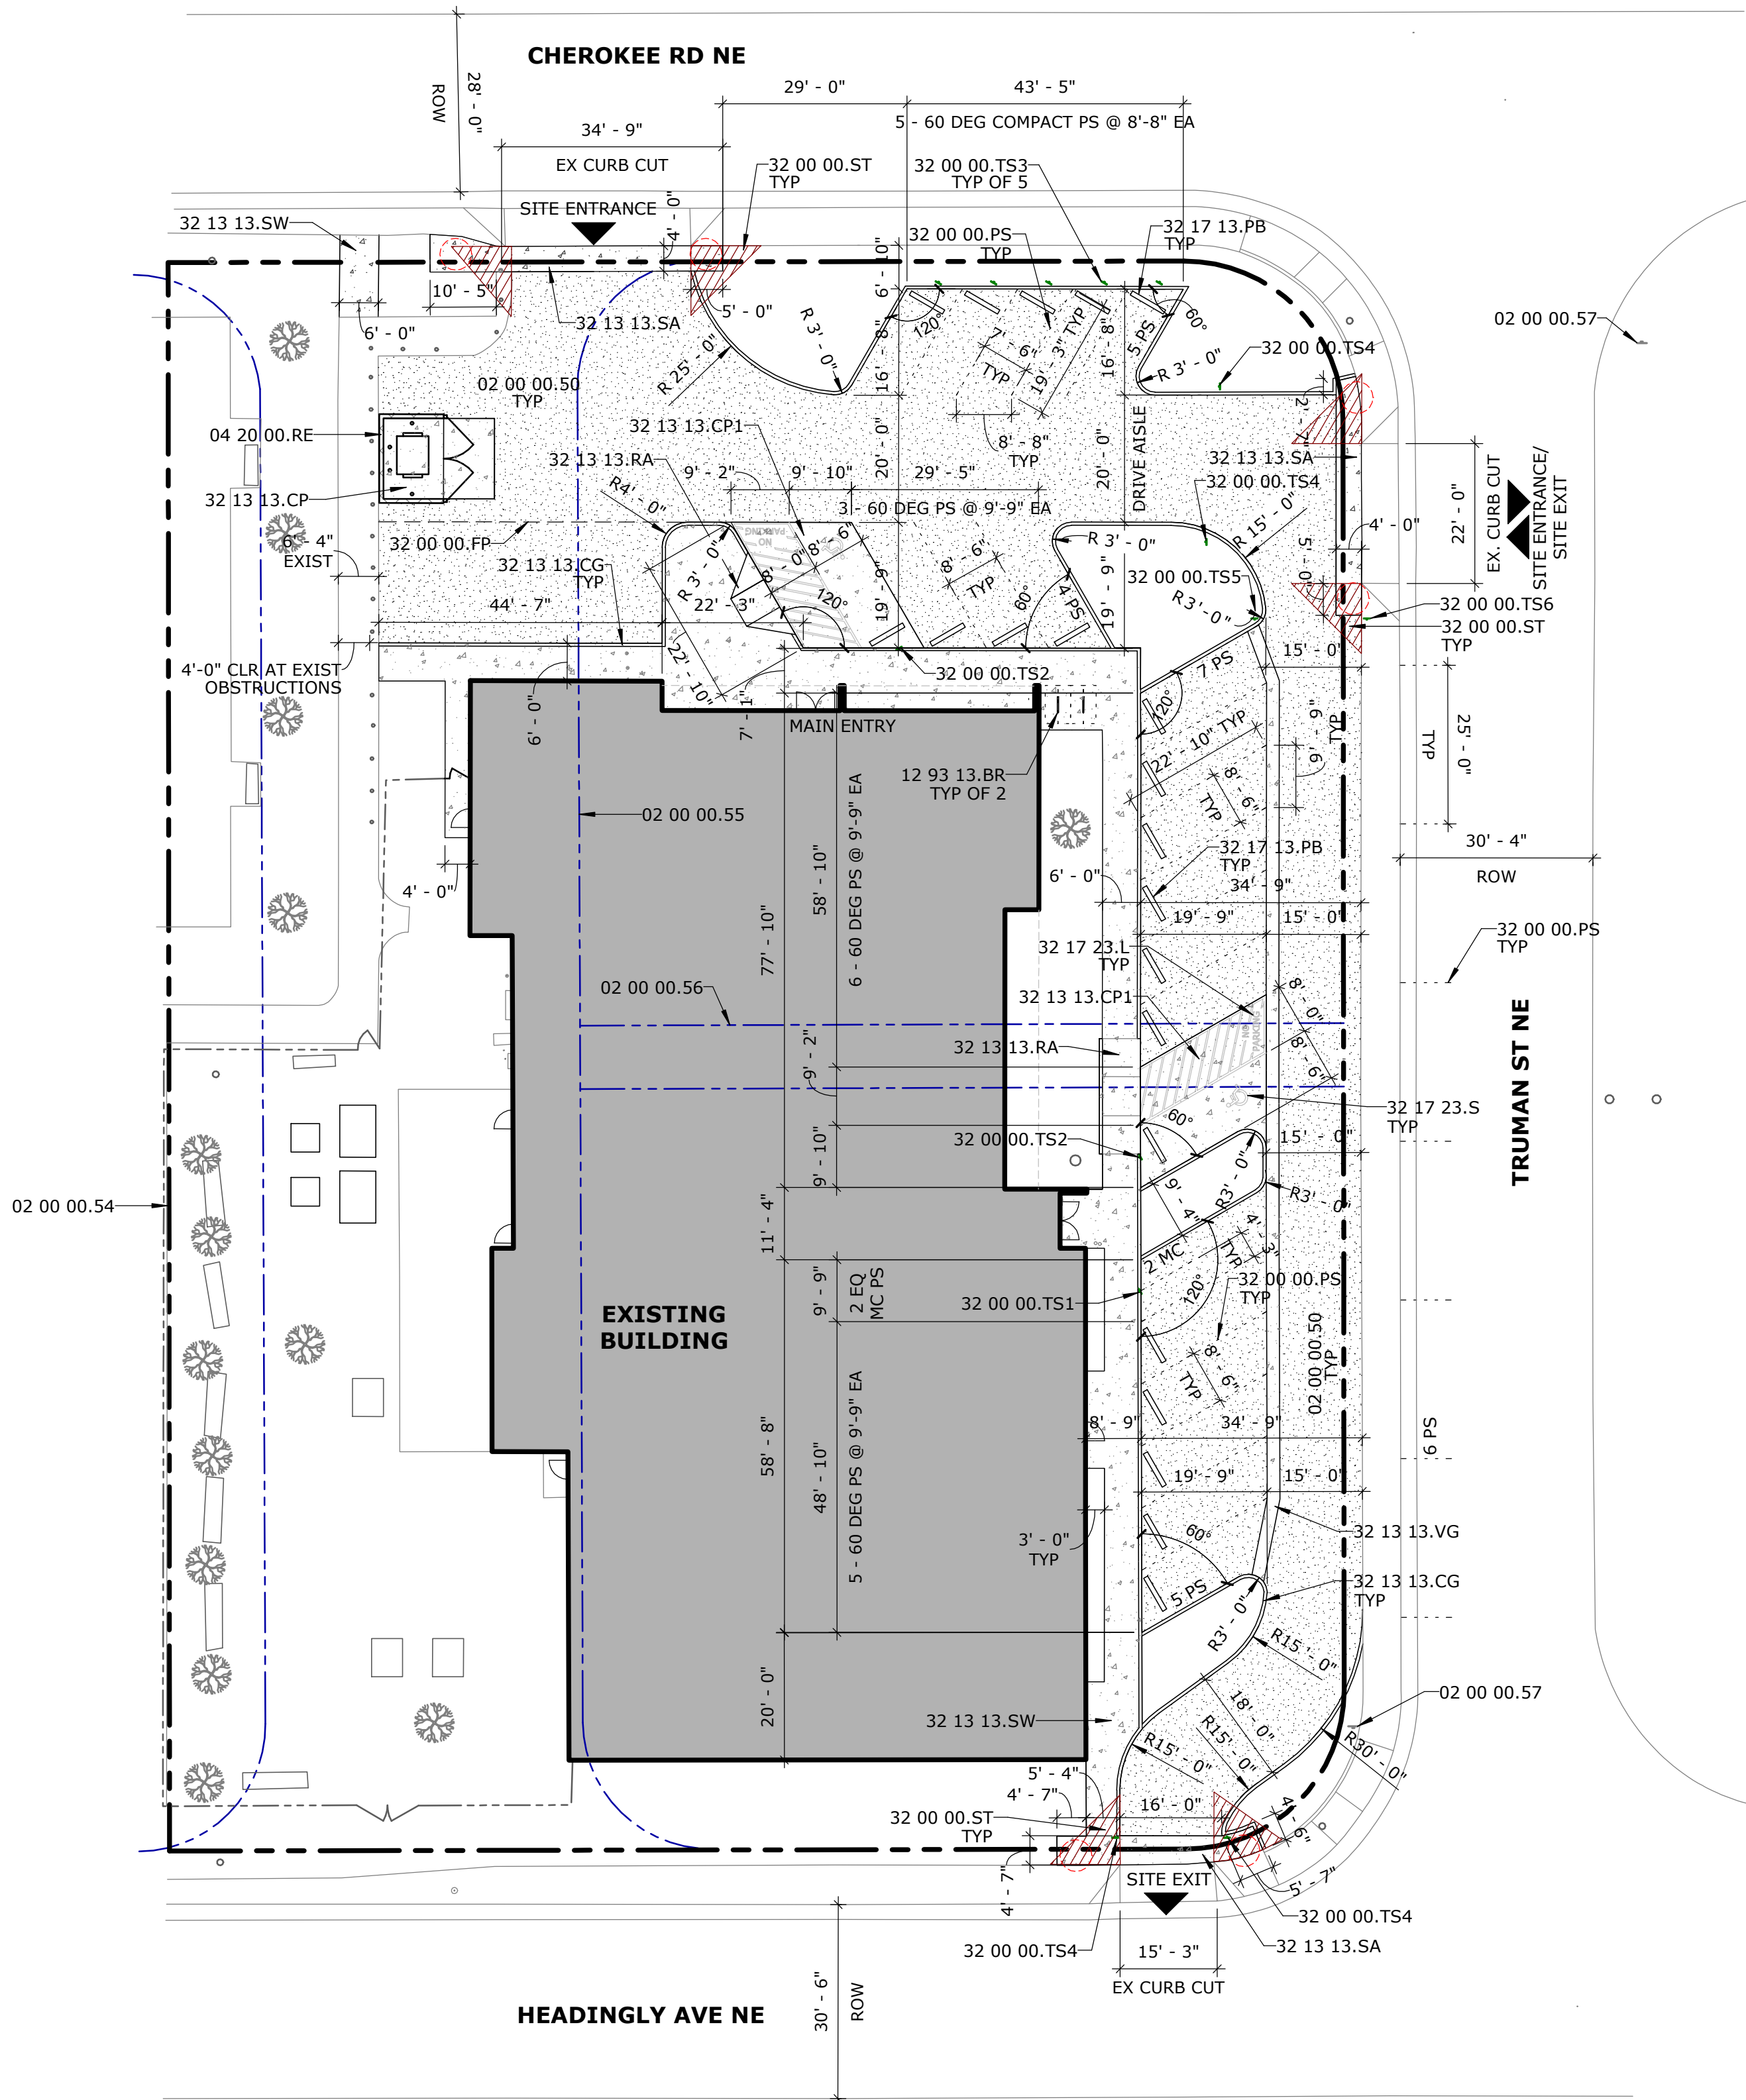 CHEROKEE RD NE
28' - 0"
ROW
29' - 0"
43' - 5"
5 - 60 DEG COMPACT PS @ 8'-8" EA
34' - 9"
EX CURB CUT
32 00 00.ST
TYP
32 00 00.TS3
TYP OF 5
SITE ENTRANCE
4' - 0"
32 13 13.SW
32 00 00.PS
TYP
32 17 13.PB
TYP
6' - 10"
10' - 5"
6' - 0"
32 13 13.SA
5' - 0"
R 3' - 0"
120°
16' - 8"
7' - 6"
TYP
19' - 3" TYP
16' - 8"
5 PS
60°
R 3' - 0"
32 00 00.TS4
02 00 00.57
R 25' - 0"
02 00 00.50
TYP
2' - 7"
04 20 00.RE
32 13 13.CP1
20' - 0"
8' - 8"
TYP
20' - 0"
DRIVE AISLE
32 13 13.RA
9' - 2"
9' - 10"
29' - 5"
32 13 13.SA
32 00 00.TS4
22' - 0"
EX. CURB CUT
SITE ENTRANCE/
SITE EXIT
32 13 13.CP
R4' - 0"
3 - 60 DEG PS @ 9'-9" EA
R 15' - 0"
4' - 0"
6' - 4"
EXIST
32 00 00.FP
NO
PARKING
R 3' - 0"
32 13 13.CG
TYP
R 3' - 0"
8' - 0"
8' - 6"
19' - 9"
8' - 6"
TYP
60°
4 PS
19' - 9"
32 00 00.TS5
5' - 0"
R3'-0"
44' - 7"
22' - 3"
120°
32 00 00.TS6
32 00 00.ST
TYP
4'-0" CLR AT EXIST
OBSTRUCTIONS
22' - 10"
32 00 00.TS2
7 PS
15' - 0"
6' - 0"
7' - 1"
MAIN ENTRY
120°
22' - 10" TYP
9' - 9"
TYP
25' - 0"
TYP
12 93 13.BR
TYP OF 2
8' - 6"
TYP
02 00 00.55
58' - 10"
6 - 60 DEG PS @ 9'-9" EA
32 17 13.PB
TYP
30' - 4"
ROW
4' - 0"
6' - 0"
34' - 9"
77' - 10"
19' - 9"
15' - 0"
32 00 00.PS
TYP
32 17 23.L
TYP
02 00 00.56
32 13 13.CP1
8' - 0"
NO
PARKING
32 13 13.RA
8' - 6"
9' - 2"
TRUMAN ST NE
32 17 23.S
TYP
60°
32 00 00.TS2
15' - 0"
9' - 10"
02 00 00.54
R3' - 0"
R3' - 0"
9' - 4"
11' - 4"
4' - 3"
TYP
2 MC
9' - 9"
2 EQ
MC PS
32 00 00.PS
TYP
120°
32 00 00.TS1
EXISTING
BUILDING
02 00 00.50
TYP
8' - 6"
TYP
8' - 9"
34' - 9"
6 PS
58' - 8"
48' - 10"
5 - 60 DEG PS @ 9'-9" EA
19' - 9"
15' - 0"
3' - 0"
TYP
60°
32 13 13.VG
5 PS
32 13 13.CG
TYP
R3' - 0"
R15' - 0"
20' - 0"
18' - 0"
02 00 00.57
32 13 13.SW
R15' - 0"
R15' - 0"
R30' - 0"
5' - 4"
4' - 7"
16' - 0"
32 00 00.ST
TYP
4' - 6"
4' - 7"
SITE EXIT
5' - 7"
32 00 00.TS4
32 00 00.TS4
15' - 3"
32 13 13.SA
EX CURB CUT
HEADINGLY AVE NE
30' - 6"
ROW